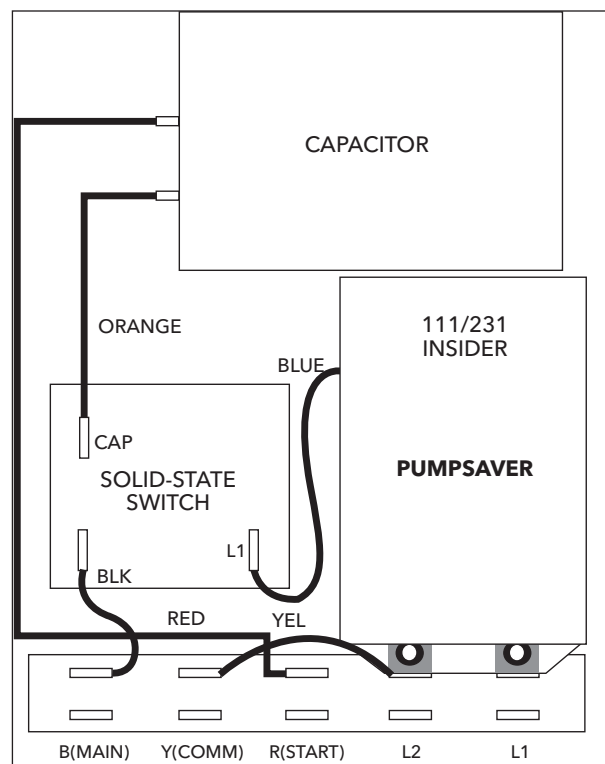 CAPACITOR
ORANGE
111/231
INSIDER
BLUE
CAP
PUMPSAVER
SOLID-STATE
SWITCH
L1
BLK
RED
YEL
B(MAIN)
Y(COMM)
R(START)
L2
L1